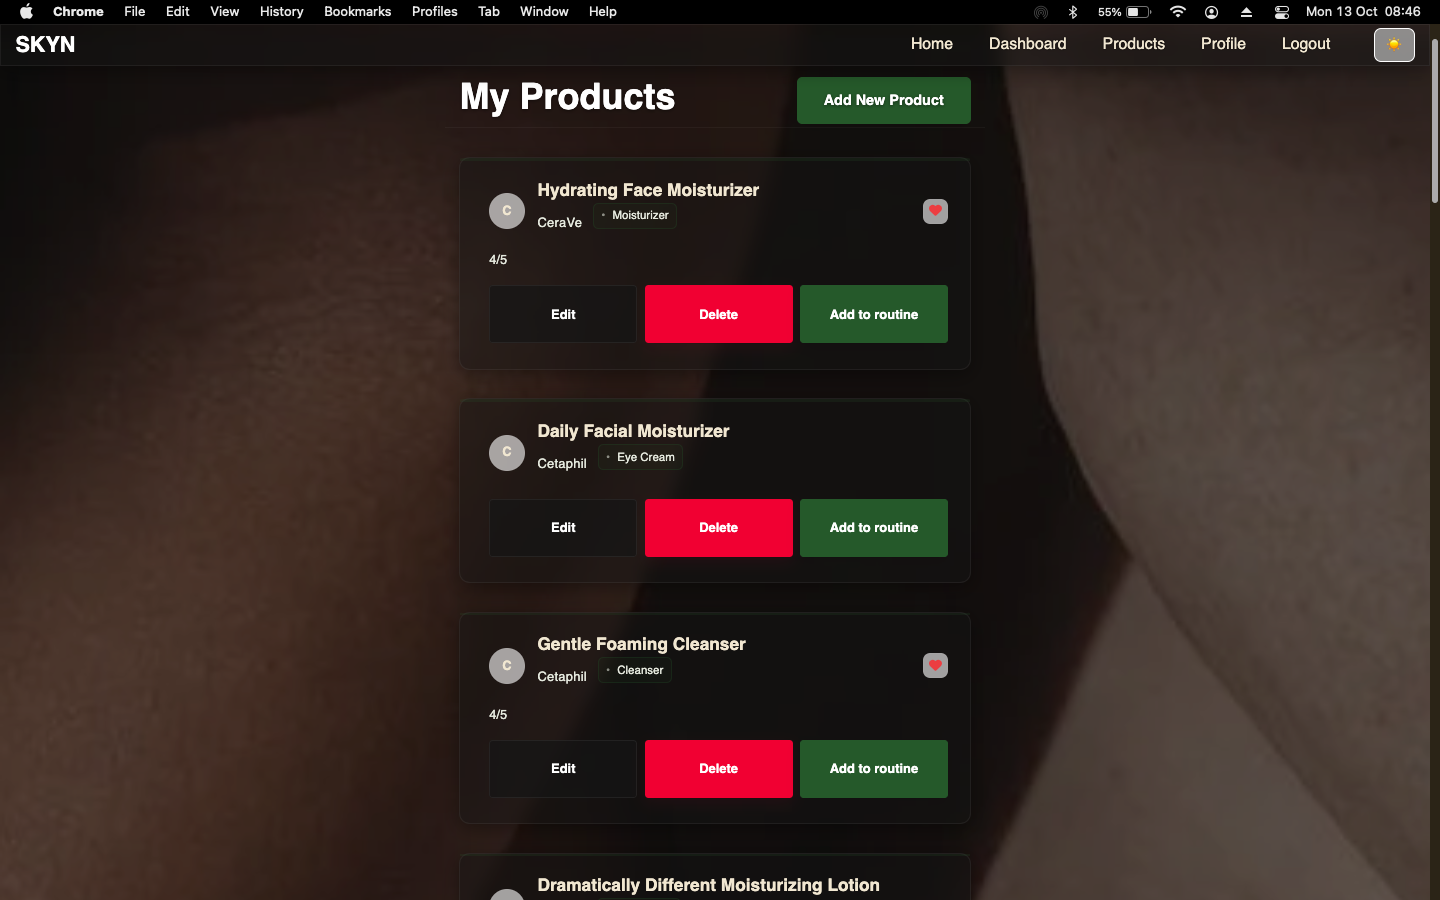 Chrome File Edit View History Bookmarks Profiles Tab Window Help 55% Mon 13 Oct 08:46
SKYN Home Dashboard Products Profile Logout
My Products Add New Product
Hydrating Face Moisturizer
C
CeraVe • Moisturizer
4/5
Edit Delete Add to routine
Daily Facial Moisturizer
C
Cetaphil • Eye Cream
Edit Delete Add to routine
Gentle Foaming Cleanser
C
Cetaphil • Cleanser
4/5
Edit Delete Add to routine
Dramatically Different Moisturizing Lotion